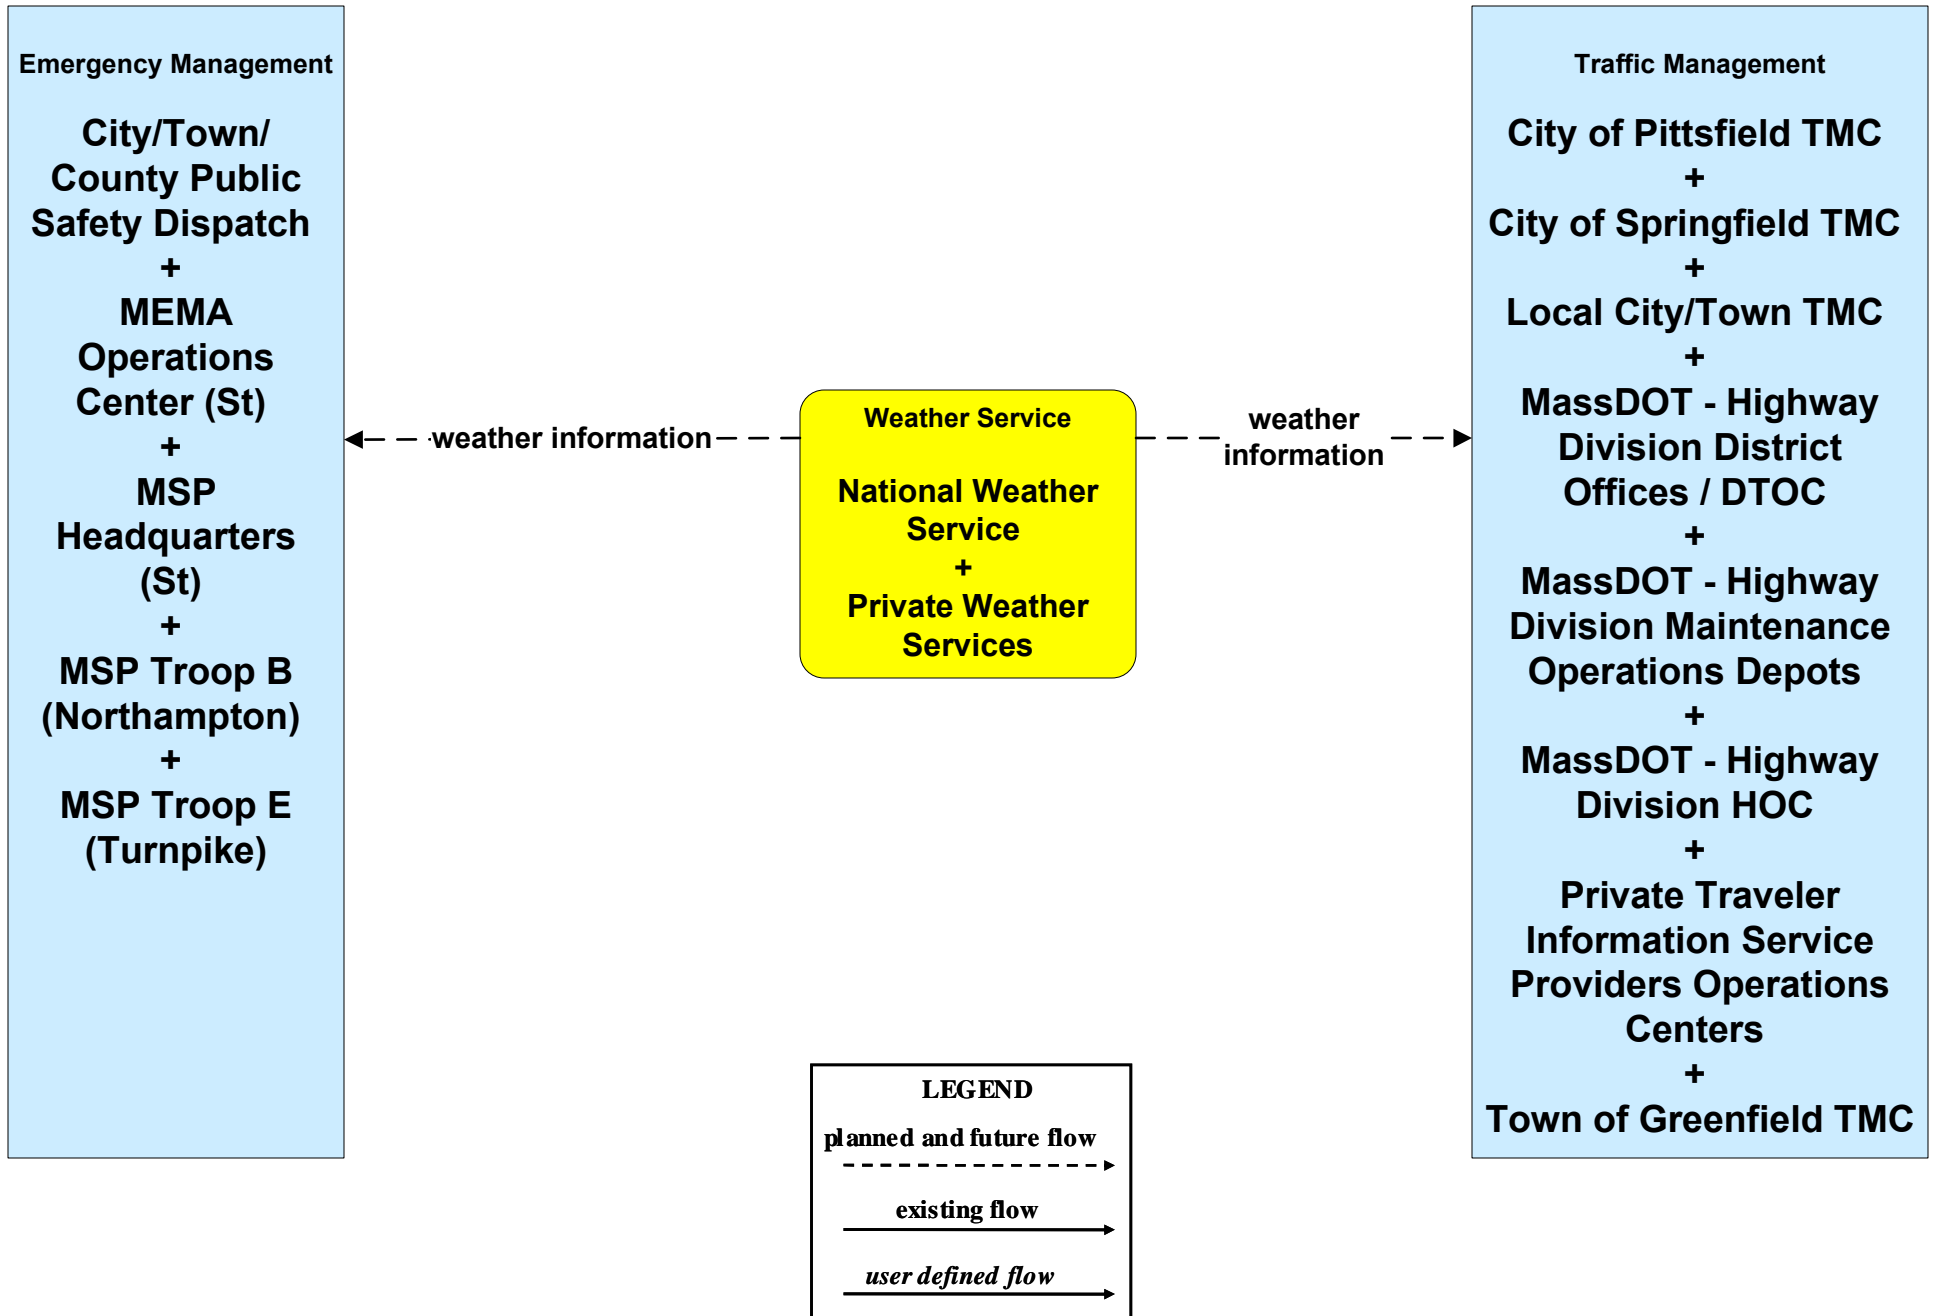 Emergency Management
City/Town/
County Public
Safety Dispatch
+
MEMA
Operations
Center (St)
+
MSP
Headquarters
(St)
+
MSP Troop B
(Northampton)
+
MSP Troop E
(Turnpike)
weather information
Weather Service
National Weather
Service
+
Private Weather
Services
weather
information
Traffic Management
City of Pittsfield TMC
+
City of Springfield TMC
+
Local City/Town TMC
+
MassDOT - Highway
Division District
Offices / DTOC
+
MassDOT - Highway
Division Maintenance
Operations Depots
+
MassDOT - Highway
Division HOC
+
Private Traveler
Information Service
Providers Operations
Centers
+
Town of Greenfield TMC
LEGEND
planned and future flow
existing flow
user defined flow